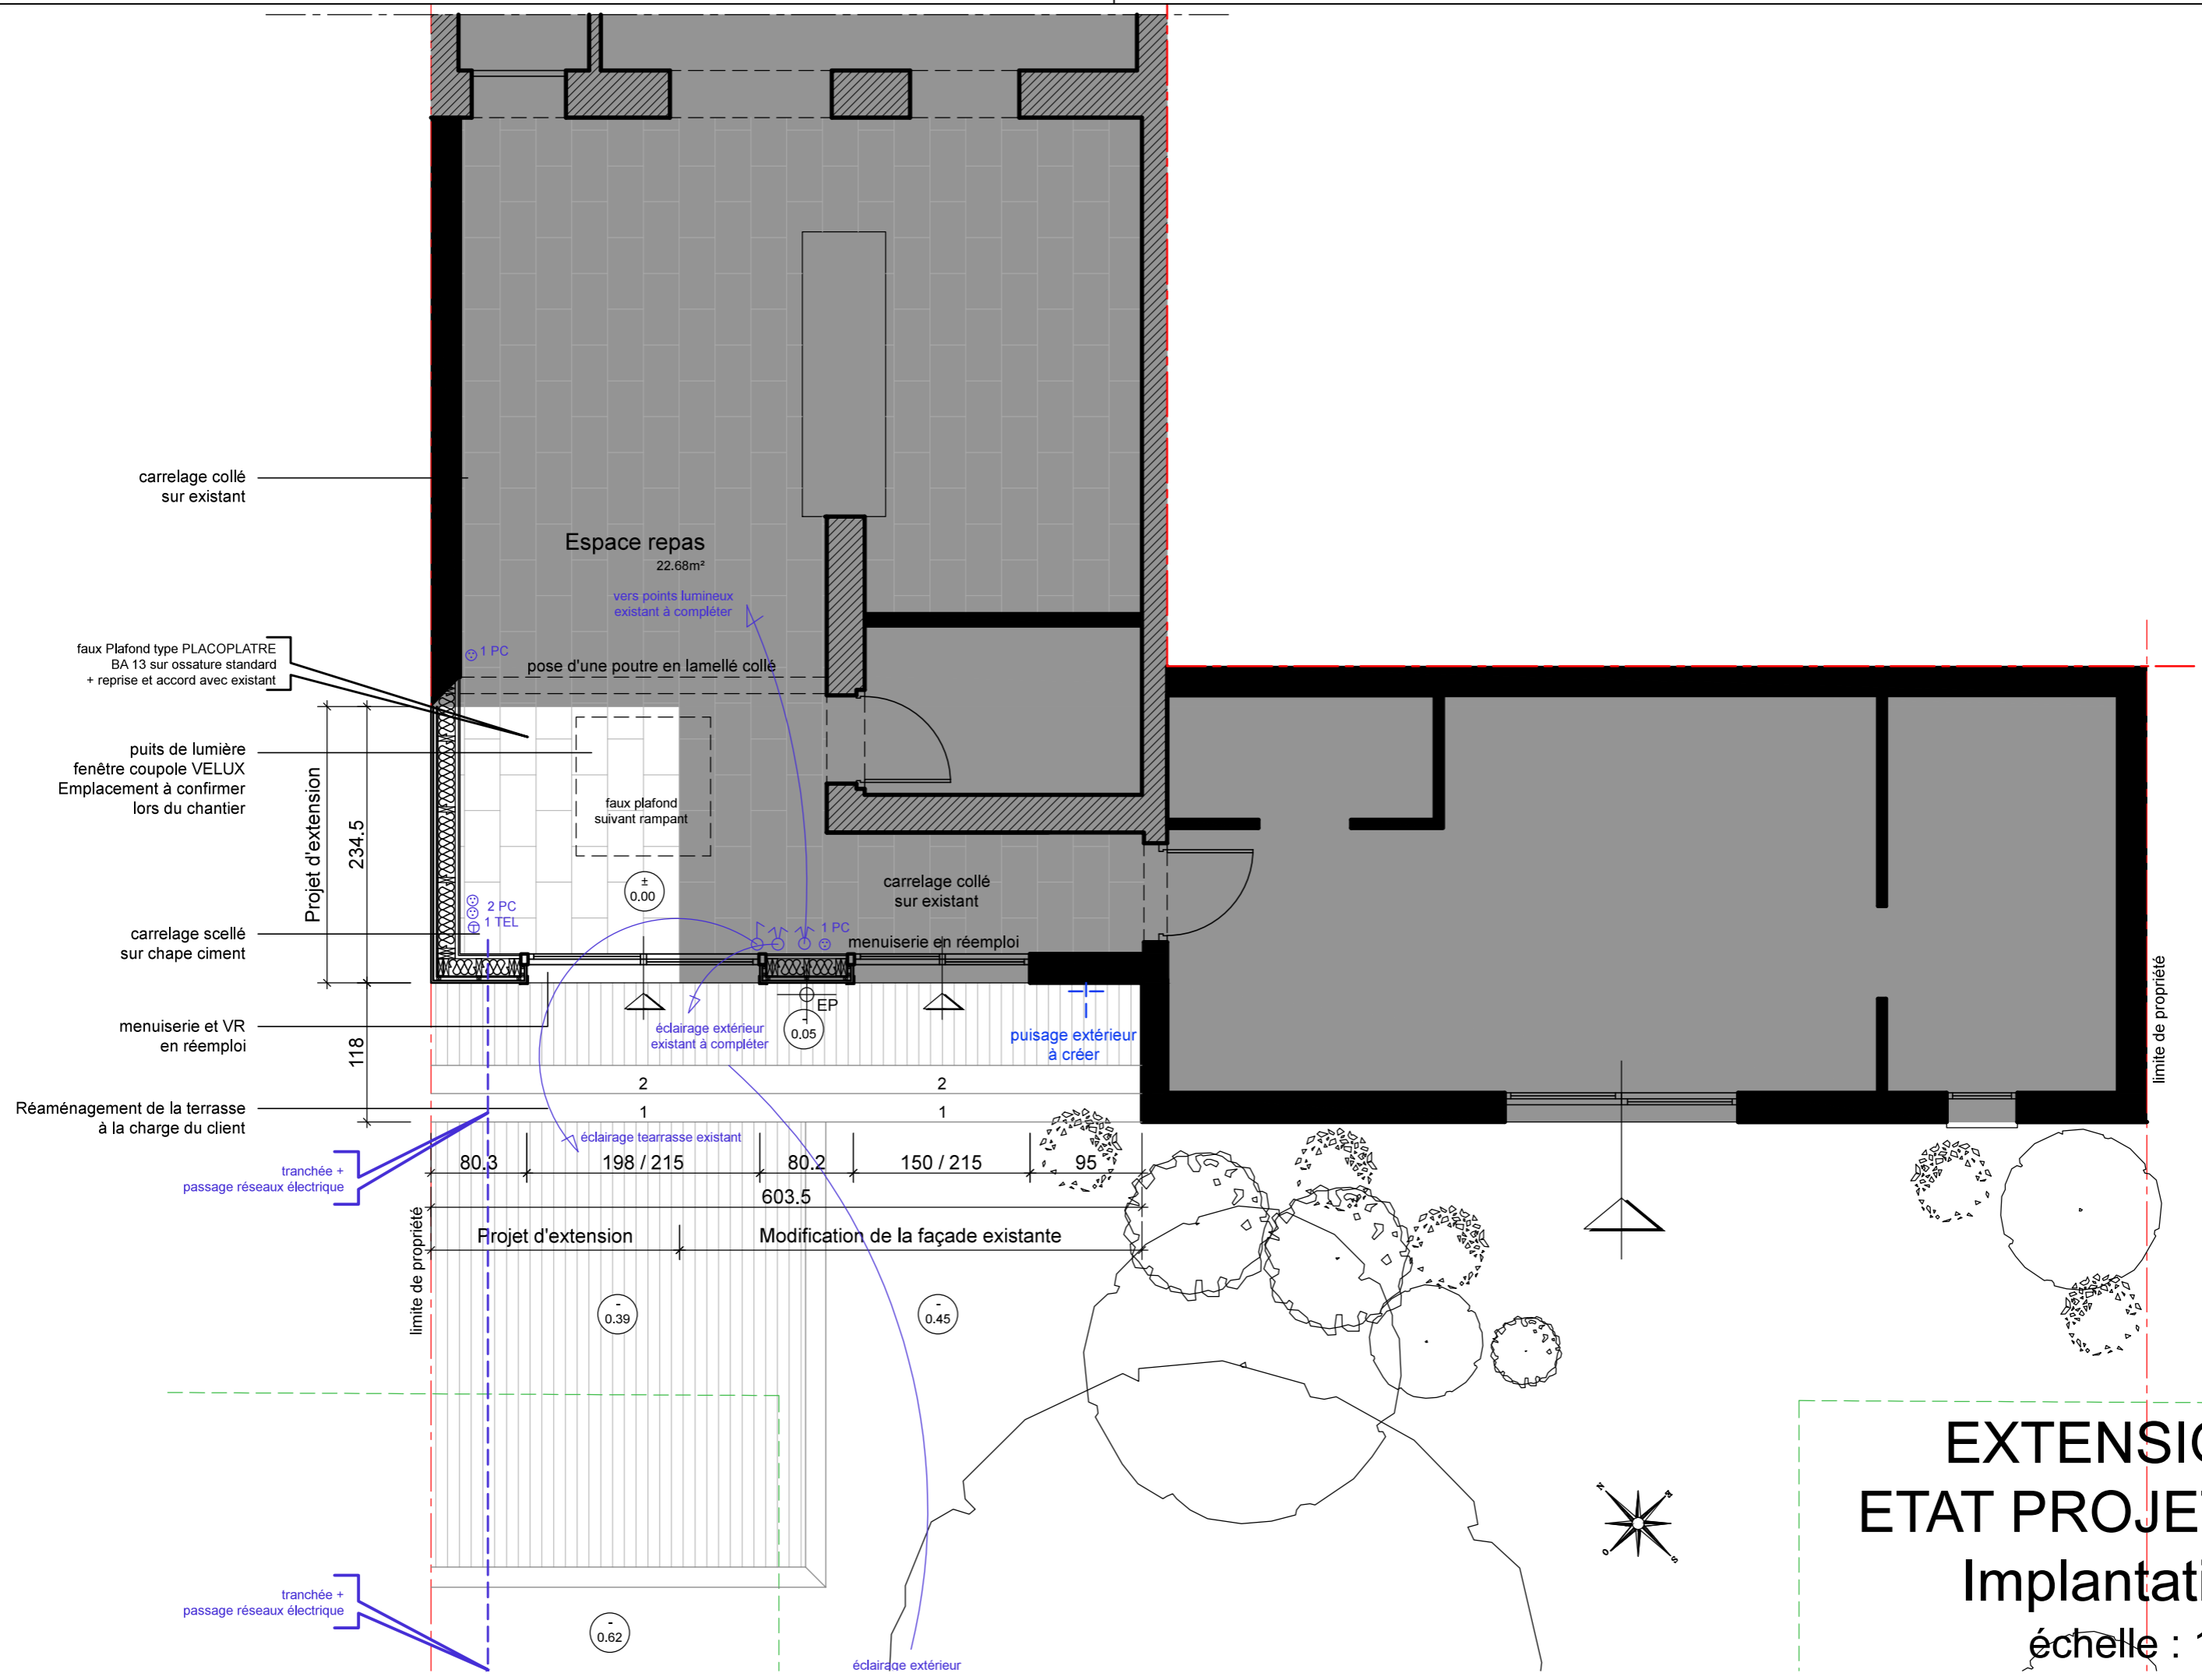 carrelage collé
sur existant
Espace repas
22.68m²
vers points lumineux
existant à compléter
faux Plafond type PLACOPLATRE
BA 13 sur ossature standard
+ reprise et accord avec existant
1 PC
pose d'une poutre en lamellé collé
puits de lumière
fenêtre coupole VELUX
Emplacement à confirmer
lors du chantier
Projet d'extension
234.5
faux plafond
suivant rampant
±
0.00
carrelage collé
sur existant
2 PC
1 TEL
1 PC
menuiserie en réemploi
carrelage scellé
sur chape ciment
EP
-
0.05
éclairage extérieur
existant à compléter
puisage extérieur
à créer
menuiserie et VR
en réemploi
118
limite de propriété
2
2
1
1
Réaménagement de la terrasse
à la charge du client
éclairage tearrasse existant
80.3
198 / 215
80.2
150 / 215
95
603.5
tranchée +
passage réseaux électrique
Projet d'extension
Modification de la façade existante
limite de propriété
-
0.39
-
0.45
N
S
O
EXTENSIO
ETAT PROJE
Implantati
échelle : 1
tranchée +
passage réseaux électrique
-
0.62
éclairage extérieur